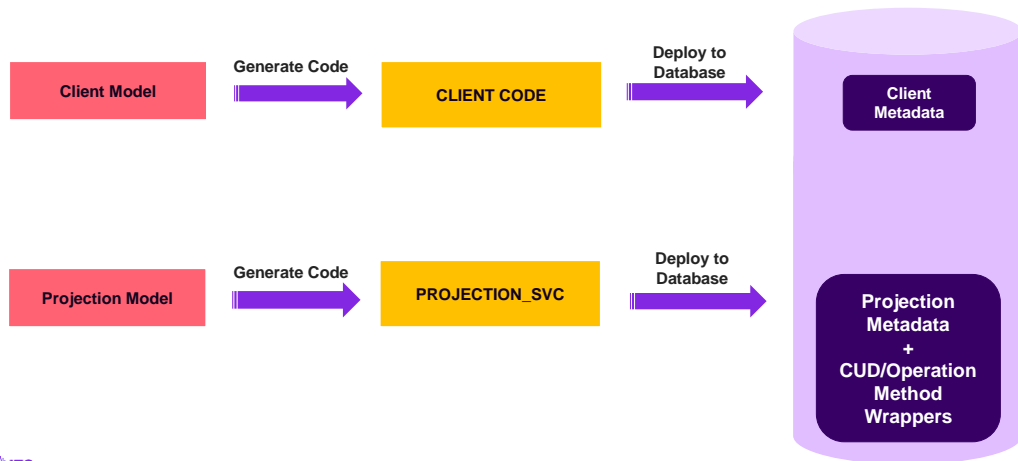 Client Model
Generate Code
CLIENT CODE
Deploy to
Database
Client
Metadata
Projection Model
Generate Code
PROJECTION_SVC
Deploy to
Database
Projection
Metadata
+
CUD/Operation
Method
Wrappers